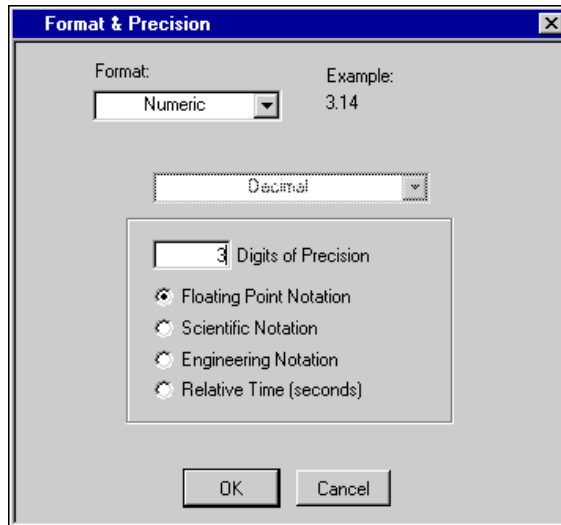 Format & Precision
Format:
Example:
Numeric
3.14
Decimal
3 Digits of Precision
Floating Point Notation
Scientific Notation
Engineering Notation
Relative Time (seconds)
OK
Cancel